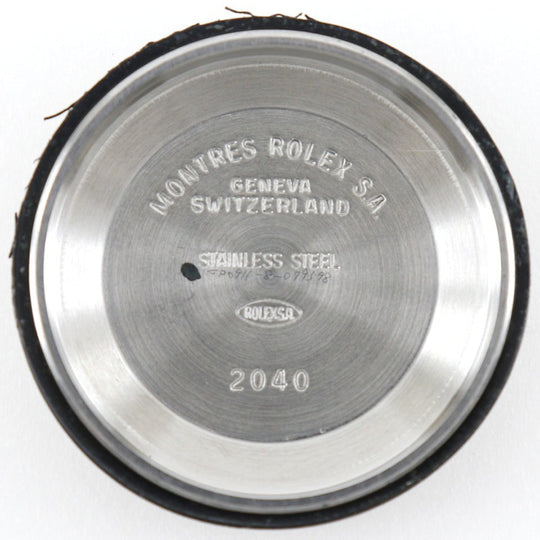 MONTRES ROLEX S.A.
GENEVA
SWITZERLAND
STAINLESS STEEL
ROLEXSA
2040